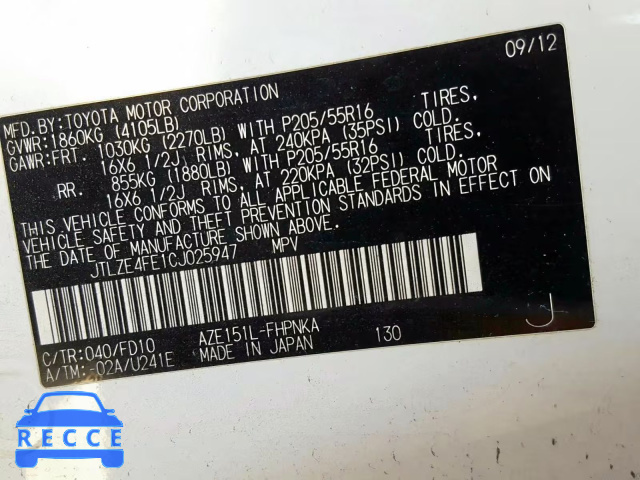 09/12
MFD.BY:TOYOTA MOTOR CORPORATION
GVWR:1860KG (4105LB)
GAWR:FRT. 1030KG (2270LB) WITH P205/55R16 TIRES,
16X6 1/2J RIMS, AT 240KPA (35PSI) COLD.
RR. 855KG (1880LB) WITH P205/55R16 TIRES,
16X6 1/2J RIMS, AT 220KPA (32PSI) COLD.
THIS VEHICLE CONFORMS TO ALL APPLICABLE FEDERAL MOTOR
VEHICLE SAFETY AND THEFT PREVENTION STANDARDS IN EFFECT ON
THE DATE OF MANUFACTURE SHOWN ABOVE.
JTLZE4FE1CJ025947 MPV
C/TR:040/FD10 AZE151L-FHPNKA 130
A/TM:-02A/U241E MADE IN JAPAN
J
RECCE